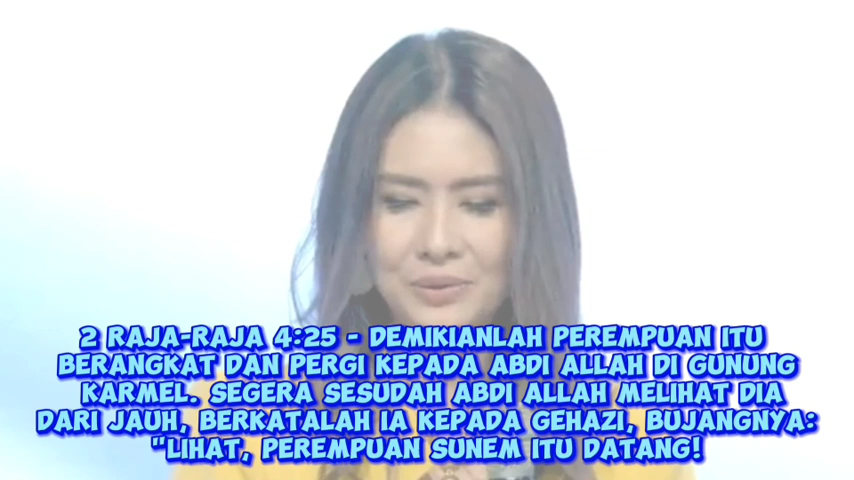 2 RAJA-RAJA 4:25 - DEMIKIANLAH PEREMPUAN ITU
BERANGKAT DAN PERGI KEPADA ABDI ALLAH DI GUNUNG
KARMEL. SEGERA SESUDAH ABDI ALLAH MELIHAT DIA
DARI JAUH, BERKATALAH IA KEPADA GEHAZI, BUJANGNYA:
"LIHAT, PEREMPUAN SUNEM ITU DATANG!